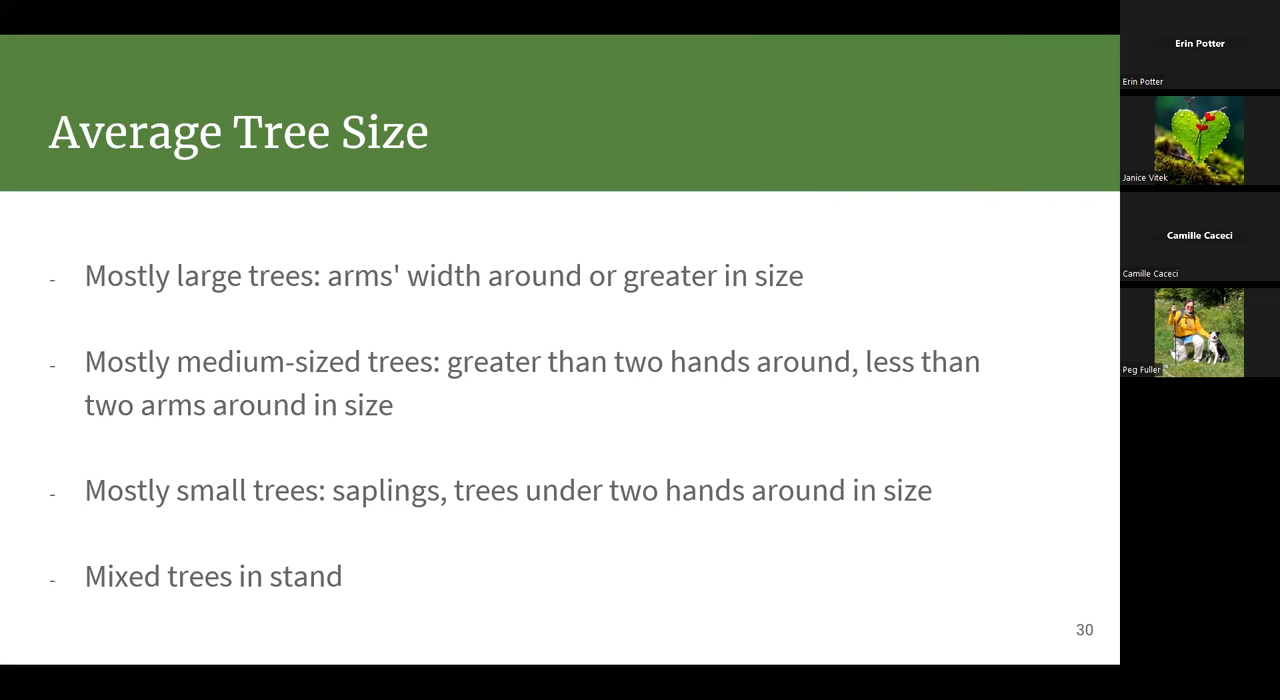 Average Tree Size
- Mostly large trees: arms' width around or greater in size
- Mostly medium-sized trees: greater than two hands around, less than
two arms around in size
- Mostly small trees: saplings, trees under two hands around in size
- Mixed trees in stand
30
Erin Potter
Erin Potter
Janice Vitek
Camille Caceci
Camille Caceci
Peg Fuller